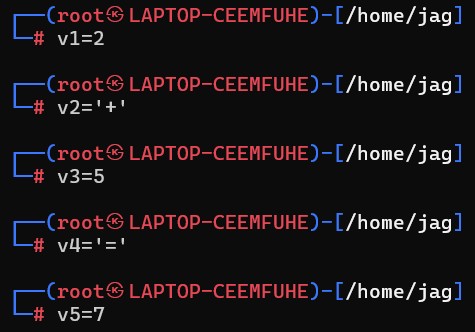 ┌──(root㉿LAPTOP-CEEMFUHE)-[/home/jag]
└─# v1=2
┌──(root㉿LAPTOP-CEEMFUHE)-[/home/jag]
└─# v2='+'
┌──(root㉿LAPTOP-CEEMFUHE)-[/home/jag]
└─# v3=5
┌──(root㉿LAPTOP-CEEMFUHE)-[/home/jag]
└─# v4='='
┌──(root㉿LAPTOP-CEEMFUHE)-[/home/jag]
└─# v5=7